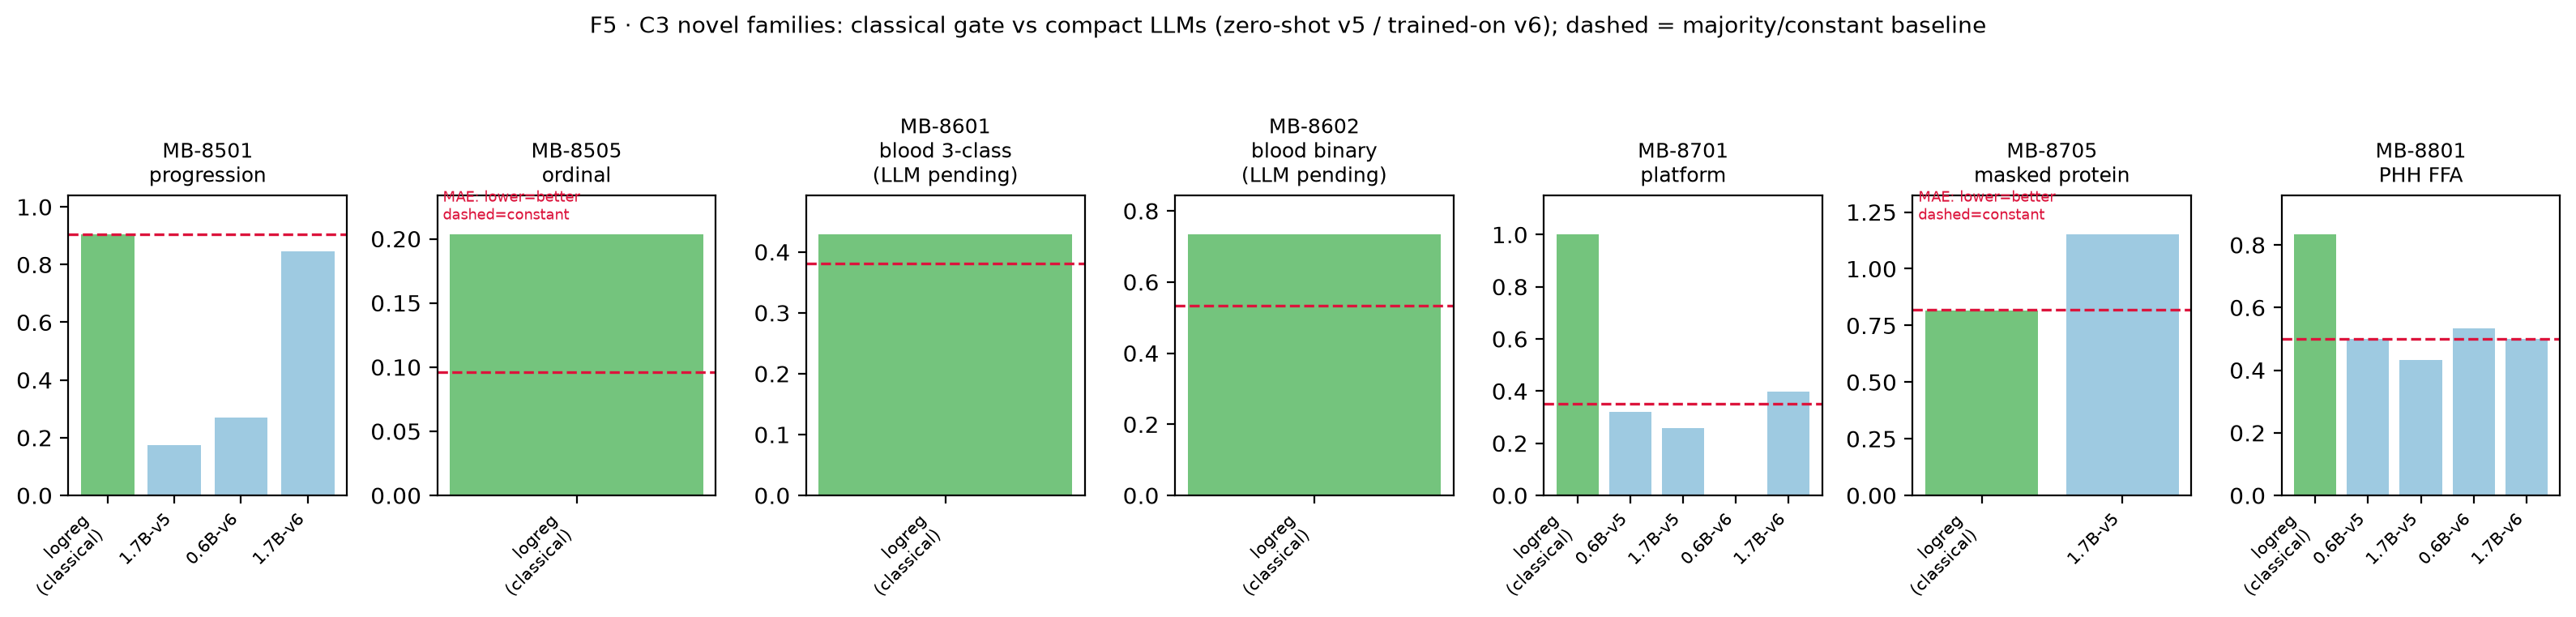 F5 · C3 novel families: classical gate vs compact LLMs (zero-shot v5 / trained-on v6); dashed = majority/constant baseline
MB-8501
progression
1.0
0.8
0.6
0.4
0.2
0.0
logreg
(classical)
1.7B-v5
0.6B-v6
1.7B-v6
MB-8505
ordinal
MAE: lower=better
dashed=constant
0.20
0.15
0.10
0.05
0.00
logreg
(classical)
MB-8601
blood 3-class
(LLM pending)
0.4
0.3
0.2
0.1
0.0
logreg
(classical)
MB-8602
blood binary
(LLM pending)
0.8
0.6
0.4
0.2
0.0
logreg
(classical)
MB-8701
platform
1.0
0.8
0.6
0.4
0.2
0.0
logreg
(classical)
0.6B-v5
1.7B-v5
0.6B-v6
1.7B-v6
MB-8705
masked protein
MAE: lower=better
dashed=constant
1.25
1.00
0.75
0.50
0.25
0.00
logreg
(classical)
1.7B-v5
MB-8801
PHH FFA
0.8
0.6
0.4
0.2
0.0
logreg
(classical)
0.6B-v5
1.7B-v5
0.6B-v6
1.7B-v6